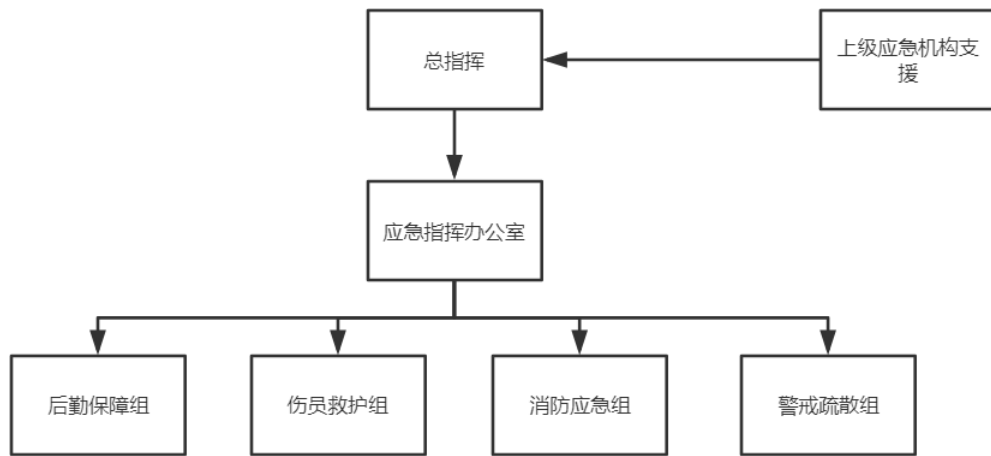 总指挥
上级应急机构支
援
应急指挥办公室
后勤保障组
伤员救护组
消防应急组
警戒疏散组